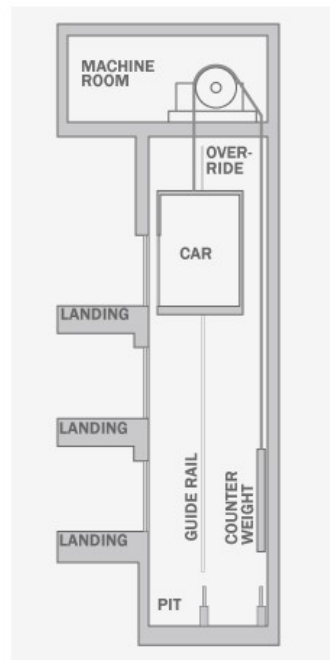 MACHINE
ROOM
OVER-
RIDE
CAR
LANDING
LANDING
GUIDE RAIL
COUNTER
WEIGHT
LANDING
PIT